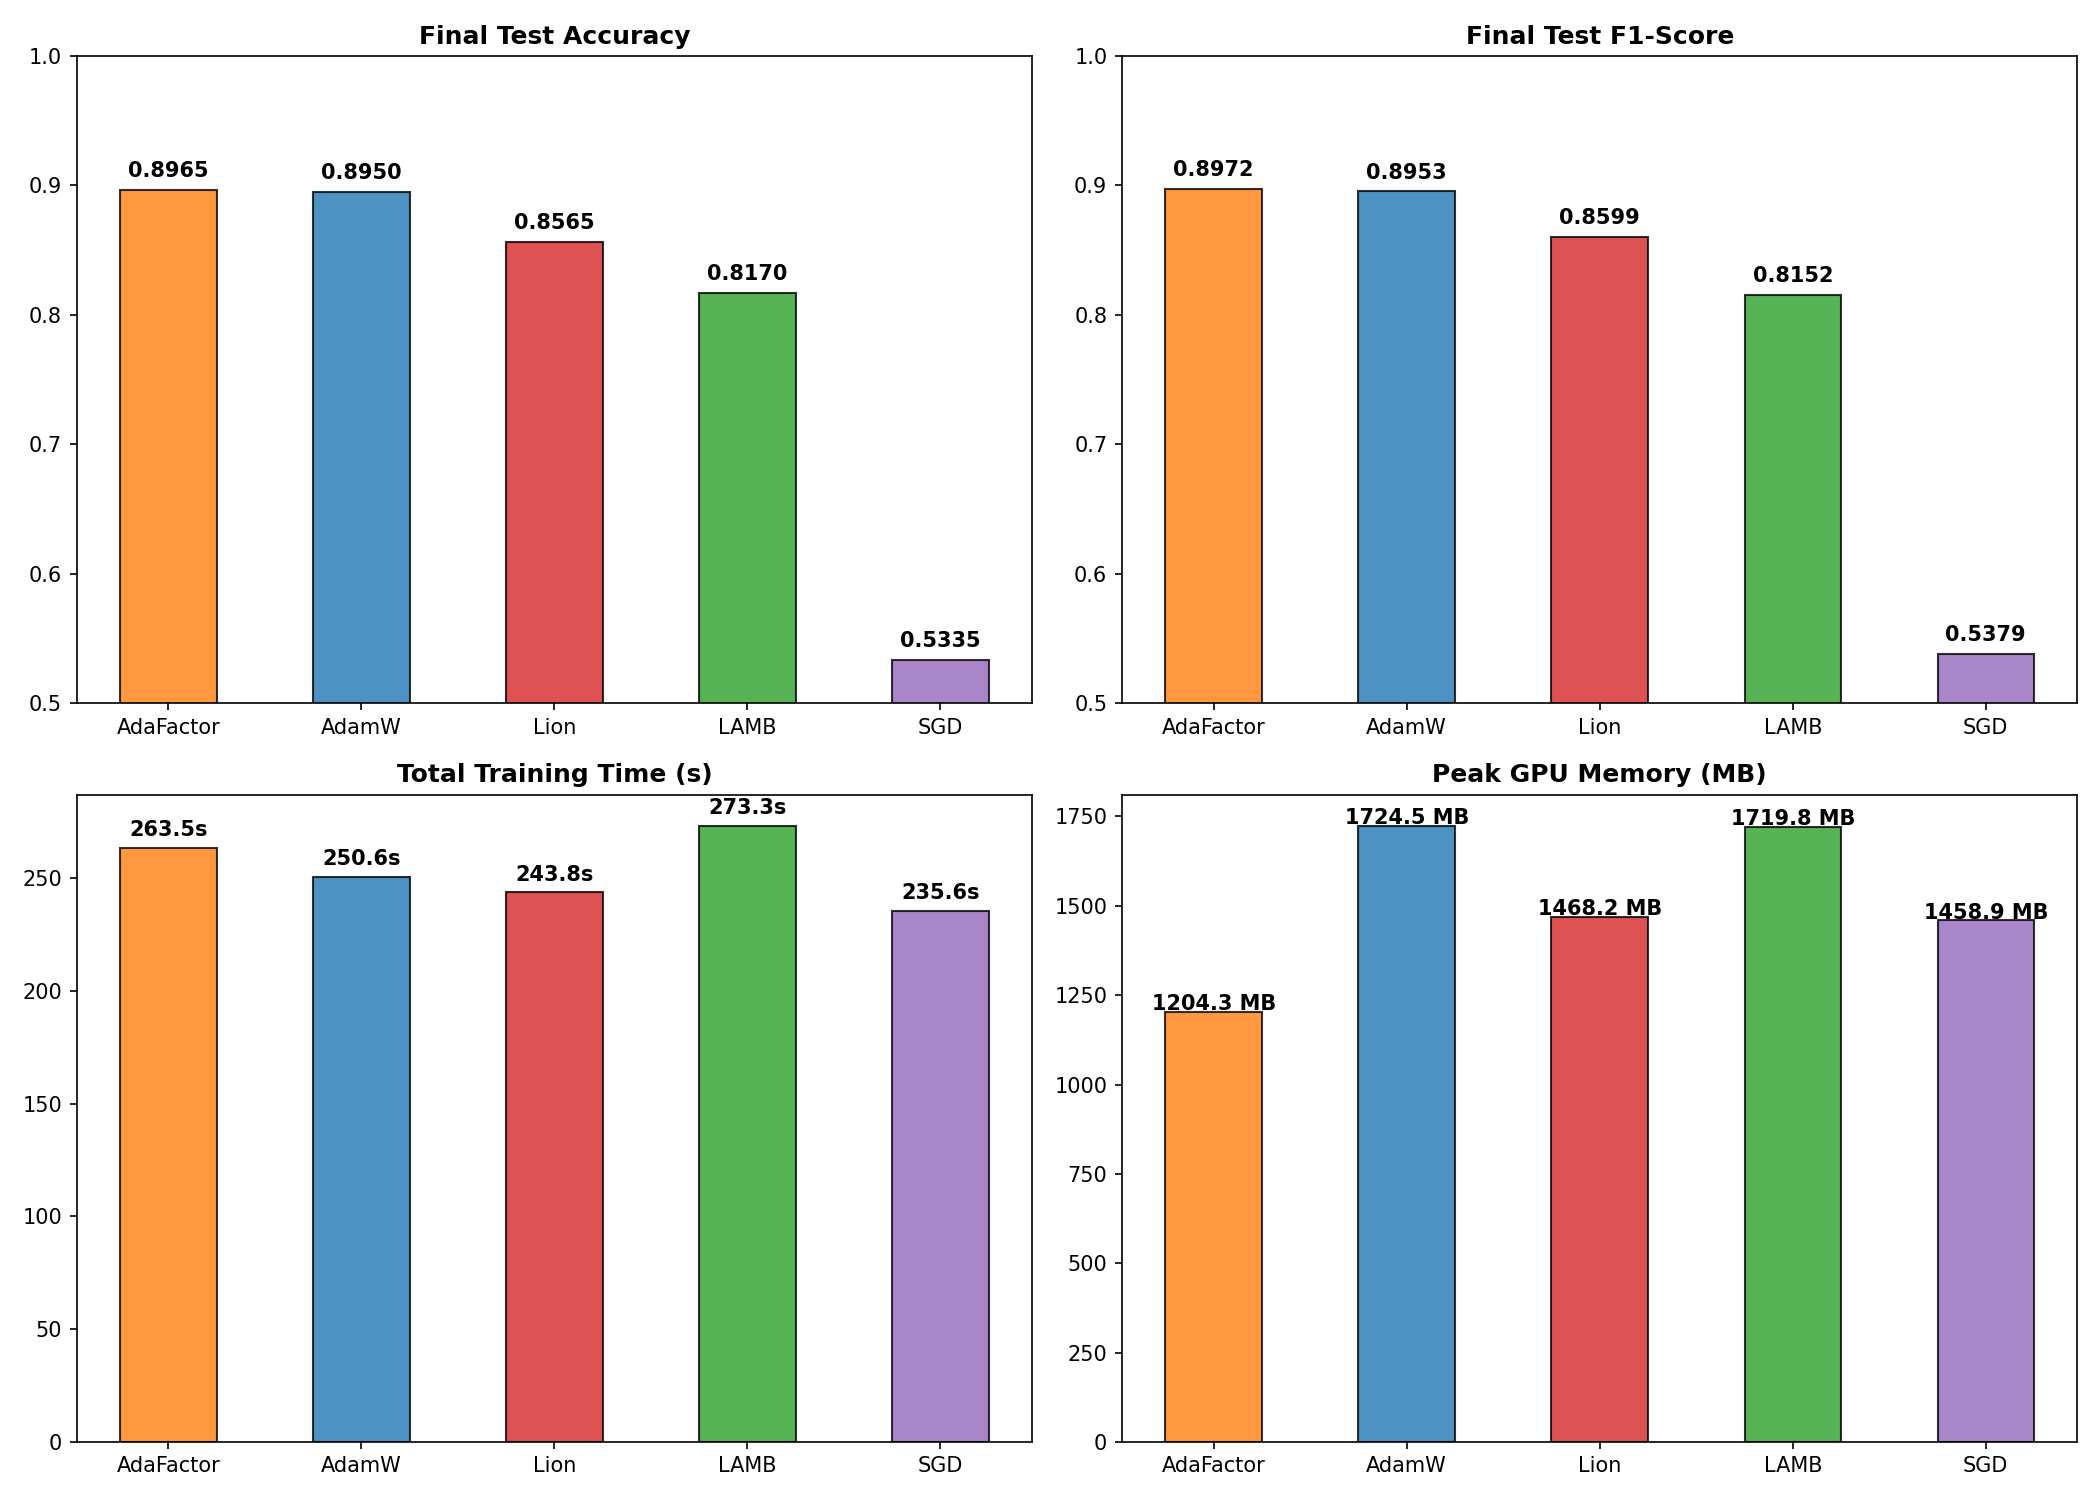 Final Test Accuracy
1.0
0.9
0.8
0.7
0.6
0.5
0.8965
0.8950
0.8565
0.8170
0.5335
AdaFactor AdamW Lion LAMB SGD
Final Test F1-Score
1.0
0.9
0.8
0.7
0.6
0.5
0.8972
0.8953
0.8599
0.8152
0.5379
AdaFactor AdamW Lion LAMB SGD
Total Training Time (s)
250
200
150
100
50
0
263.5s
250.6s
243.8s
273.3s
235.6s
AdaFactor AdamW Lion LAMB SGD
Peak GPU Memory (MB)
1750
1500
1250
1000
750
500
250
0
1204.3 MB
1724.5 MB
1468.2 MB
1719.8 MB
1458.9 MB
AdaFactor AdamW Lion LAMB SGD